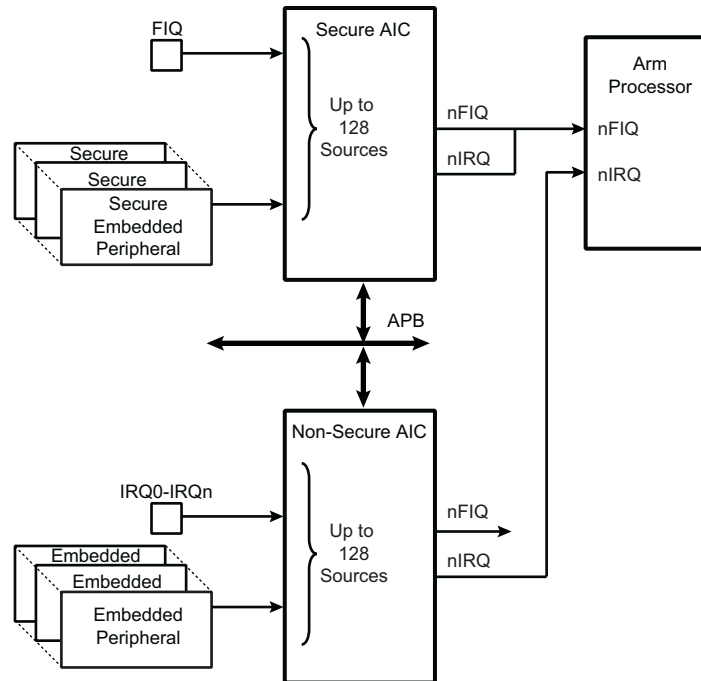 FIQ
Secure AIC
Up to
128
Sources
nFIQ
nIRQ
Arm
Processor
nFIQ
nIRQ
Secure
Secure
Secure
Embedded
Peripheral
APB
Non-Secure AIC
IRQ0-IRQn
Up to
128
Sources
nFIQ
nIRQ
Embedded
Embedded
Embedded
Peripheral